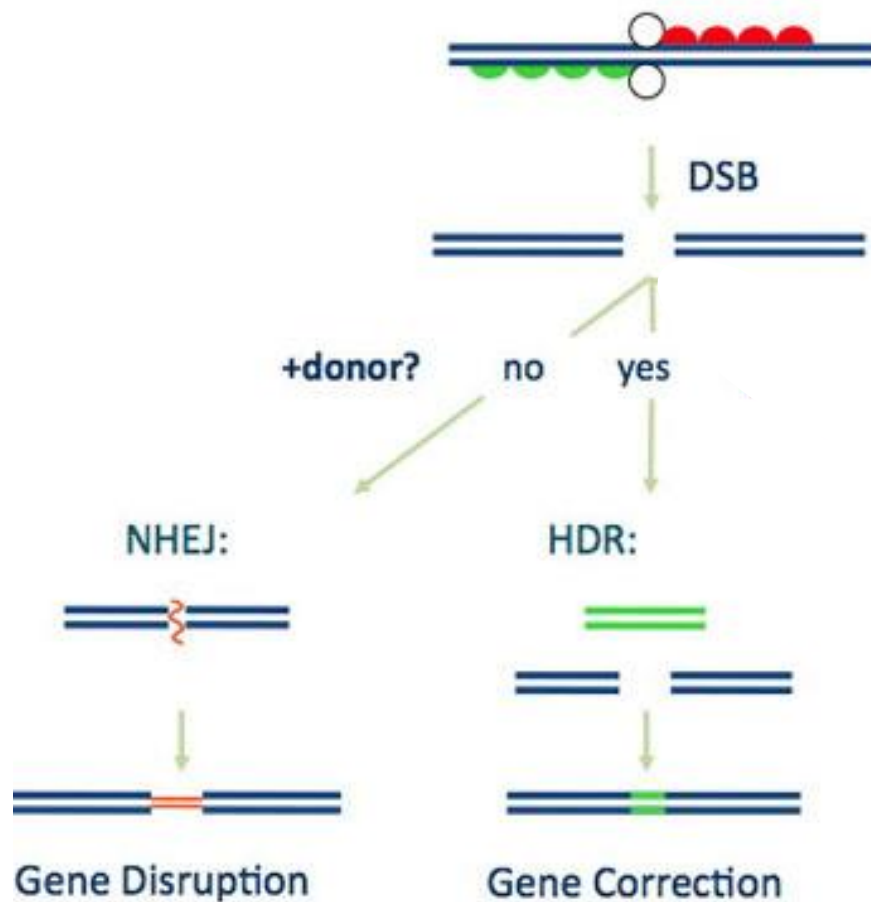 DSB
+donor? no yes
NHEJ: HDR:
Gene Disruption Gene Correction